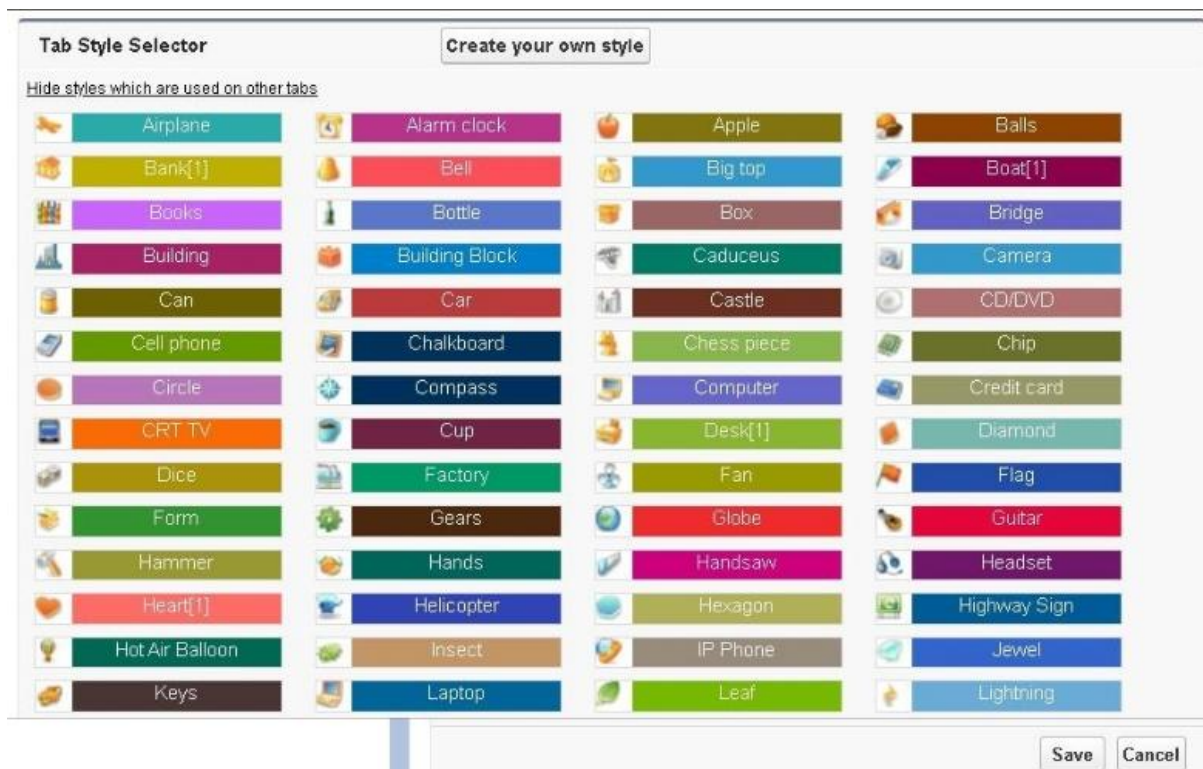 Tab Style Selector Create your own style
Hide styles which are used on other tabs
Airplane Alarm clock Apple Balls
Bank[1] Bell Big top Boat[1]
Books Bottle Box Bridge
Building Building Block Caduceus Camera
Can Car Castle CD/DVD
Cell phone Chalkboard Chess piece Chip
Circle Compass Computer Credit card
CRT TV Cup Desk[1] Diamond
Dice Factory Fan Flag
Form Gears Globe Guitar
Hammer Hands Handsaw Headset
Heart[1] Helicopter Hexagon Highway Sign
Hot Air Balloon Insect IP Phone Jewel
Keys Laptop Leaf Lightning
Save Cancel